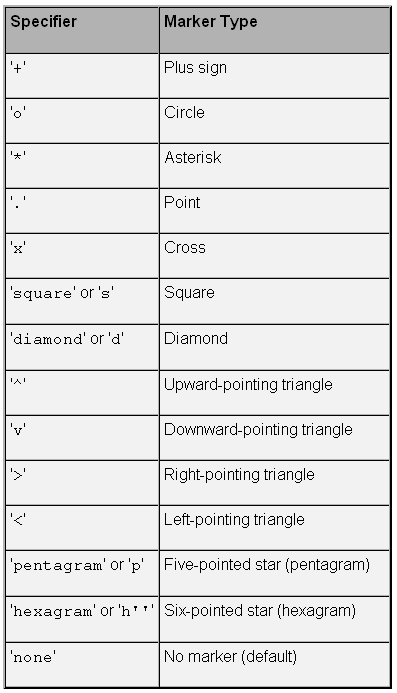 Specifier Marker Type
'+' Plus sign
'o' Circle
'*' Asterisk
'.' Point
'x' Cross
'square' or 's' Square
'diamond' or 'd' Diamond
'^' Upward-pointing triangle
'v' Downward-pointing triangle
'>' Right-pointing triangle
'<' Left-pointing triangle
'pentagram' or 'p' Five-pointed star (pentagram)
'hexagram' or 'h''' Six-pointed star (hexagram)
'none' No marker (default)